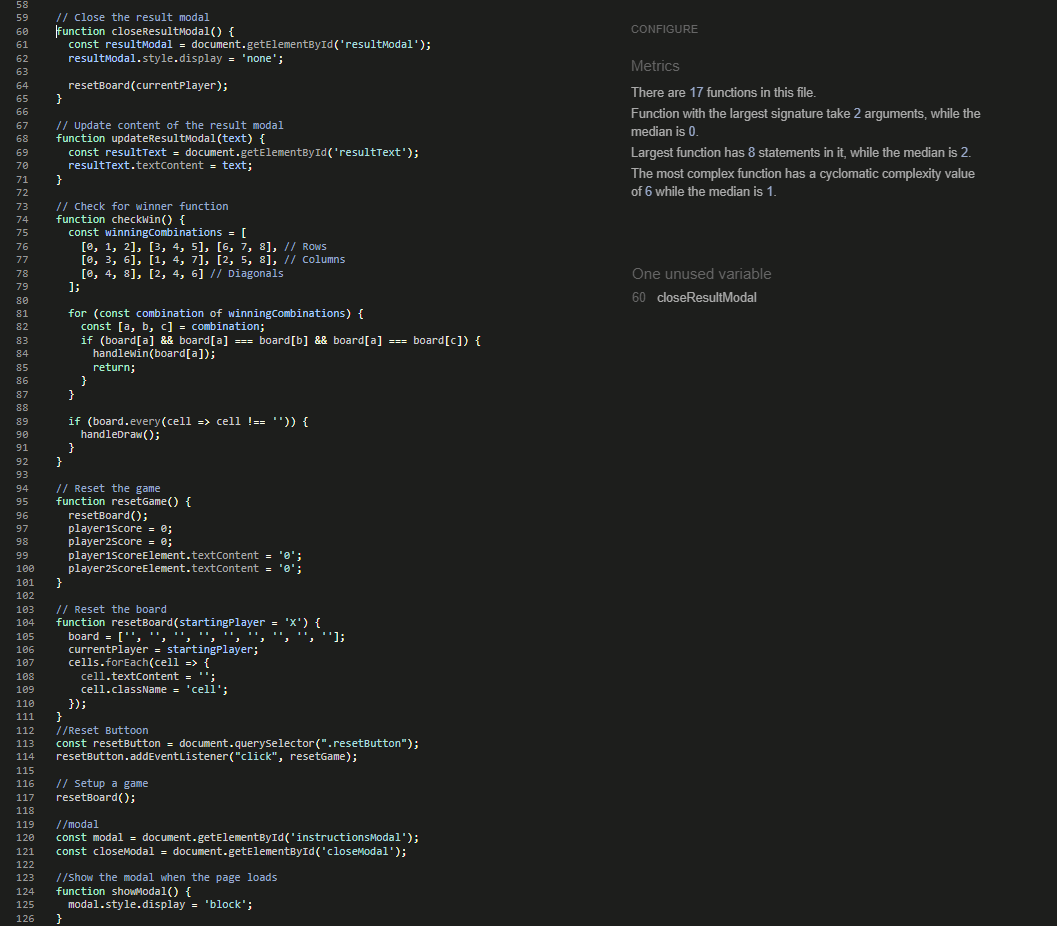 58
59 // Close the result modal
60 function closeResultModal() {
61 const resultModal = document.getElementById('resultModal');
62 resultModal.style.display = 'none';
63
64 resetBoard(currentPlayer);
65 }
66
67 // Update content of the result modal
68 function updateResultModal(text) {
69 const resultText = document.getElementById('resultText');
70 resultText.textContent = text;
71 }
72
73 // Check for winner function
74 function checkWin() {
75 const winningCombinations = [
76 [0, 1, 2], [3, 4, 5], [6, 7, 8], // Rows
77 [0, 3, 6], [1, 4, 7], [2, 5, 8], // Columns
78 [0, 4, 8], [2, 4, 6] // Diagonals
79 ];
80
81 for (const combination of winningCombinations) {
82 const [a, b, c] = combination;
83 if (board[a] && board[a] === board[b] && board[a] === board[c]) {
84 handleWin(board[a]);
85 return;
86 }
87 }
88
89 if (board.every(cell => cell !== '')) {
90 handleDraw();
91 }
92 }
93
94 // Reset the game
95 function resetGame() {
96 resetBoard();
97 player1Score = 0;
98 player2Score = 0;
99 player1ScoreElement.textContent = '0';
100 player2ScoreElement.textContent = '0';
101 }
102
103 // Reset the board
104 function resetBoard(startingPlayer = 'X') {
105 board = ['', '', '', '', '', '', '', '', ''];
106 currentPlayer = startingPlayer;
107 cells.forEach(cell => {
108 cell.textContent = '';
109 cell.className = 'cell';
110 });
111 }
112 //Reset Buttoon
113 const resetButton = document.querySelector(".resetButton");
114 resetButton.addEventListener("click", resetGame);
115
116 // Setup a game
117 resetBoard();
118
119 //modal
120 const modal = document.getElementById('instructionsModal');
121 const closeModal = document.getElementById('closeModal');
122
123 //Show the modal when the page loads
124 function showModal() {
125 modal.style.display = 'block';
126 }
CONFIGURE
Metrics
There are 17 functions in this file.
Function with the largest signature take 2 arguments, while the
median is 0.
Largest function has 8 statements in it, while the median is 2.
The most complex function has a cyclomatic complexity value
of 6 while the median is 1.
One unused variable
60 closeResultModal